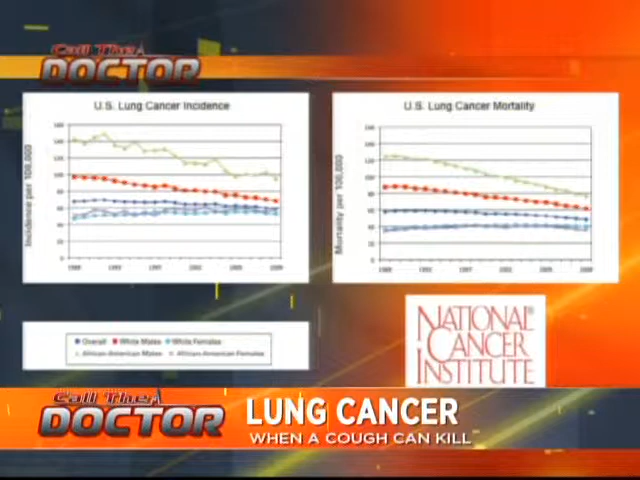 Call The
DOCTOR
U.S. Lung Cancer Incidence
U.S. Lung Cancer Mortality
Incidence per 100,000
Mortality per 100,000
Overall White Males White Females
African-American Males African-American Females
NATIONAL®
CANCER
INSTITUTE
Call The
DOCTOR
LUNG CANCER
WHEN A COUGH CAN KILL